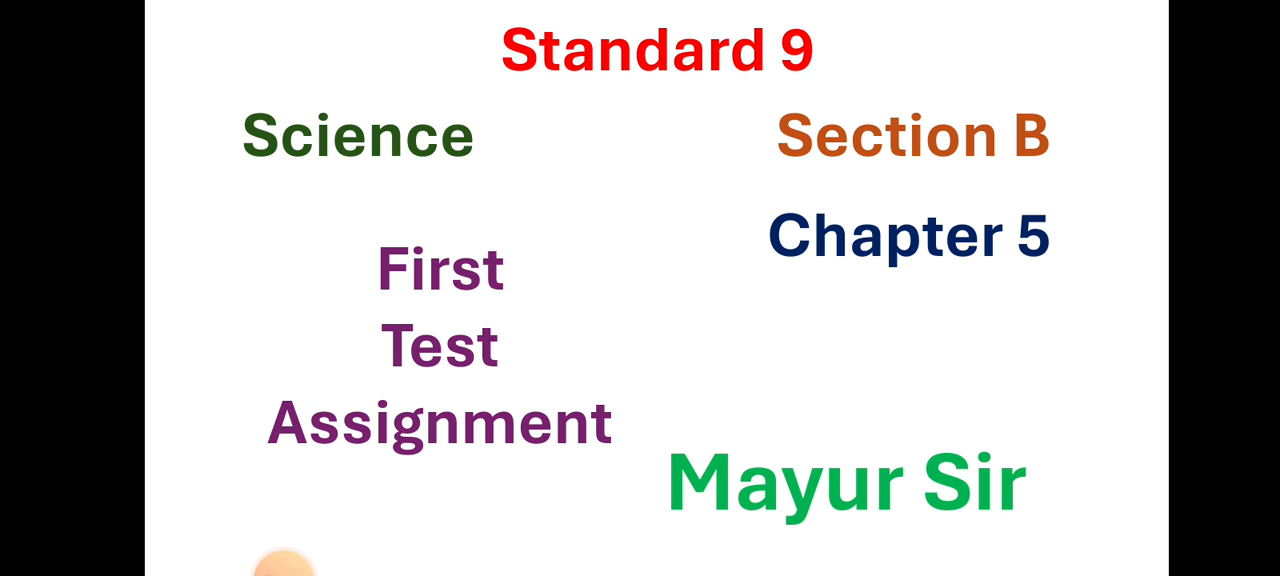 Standard 9
Science
Section B
Chapter 5
First
Test
Assignment
Mayur Sir